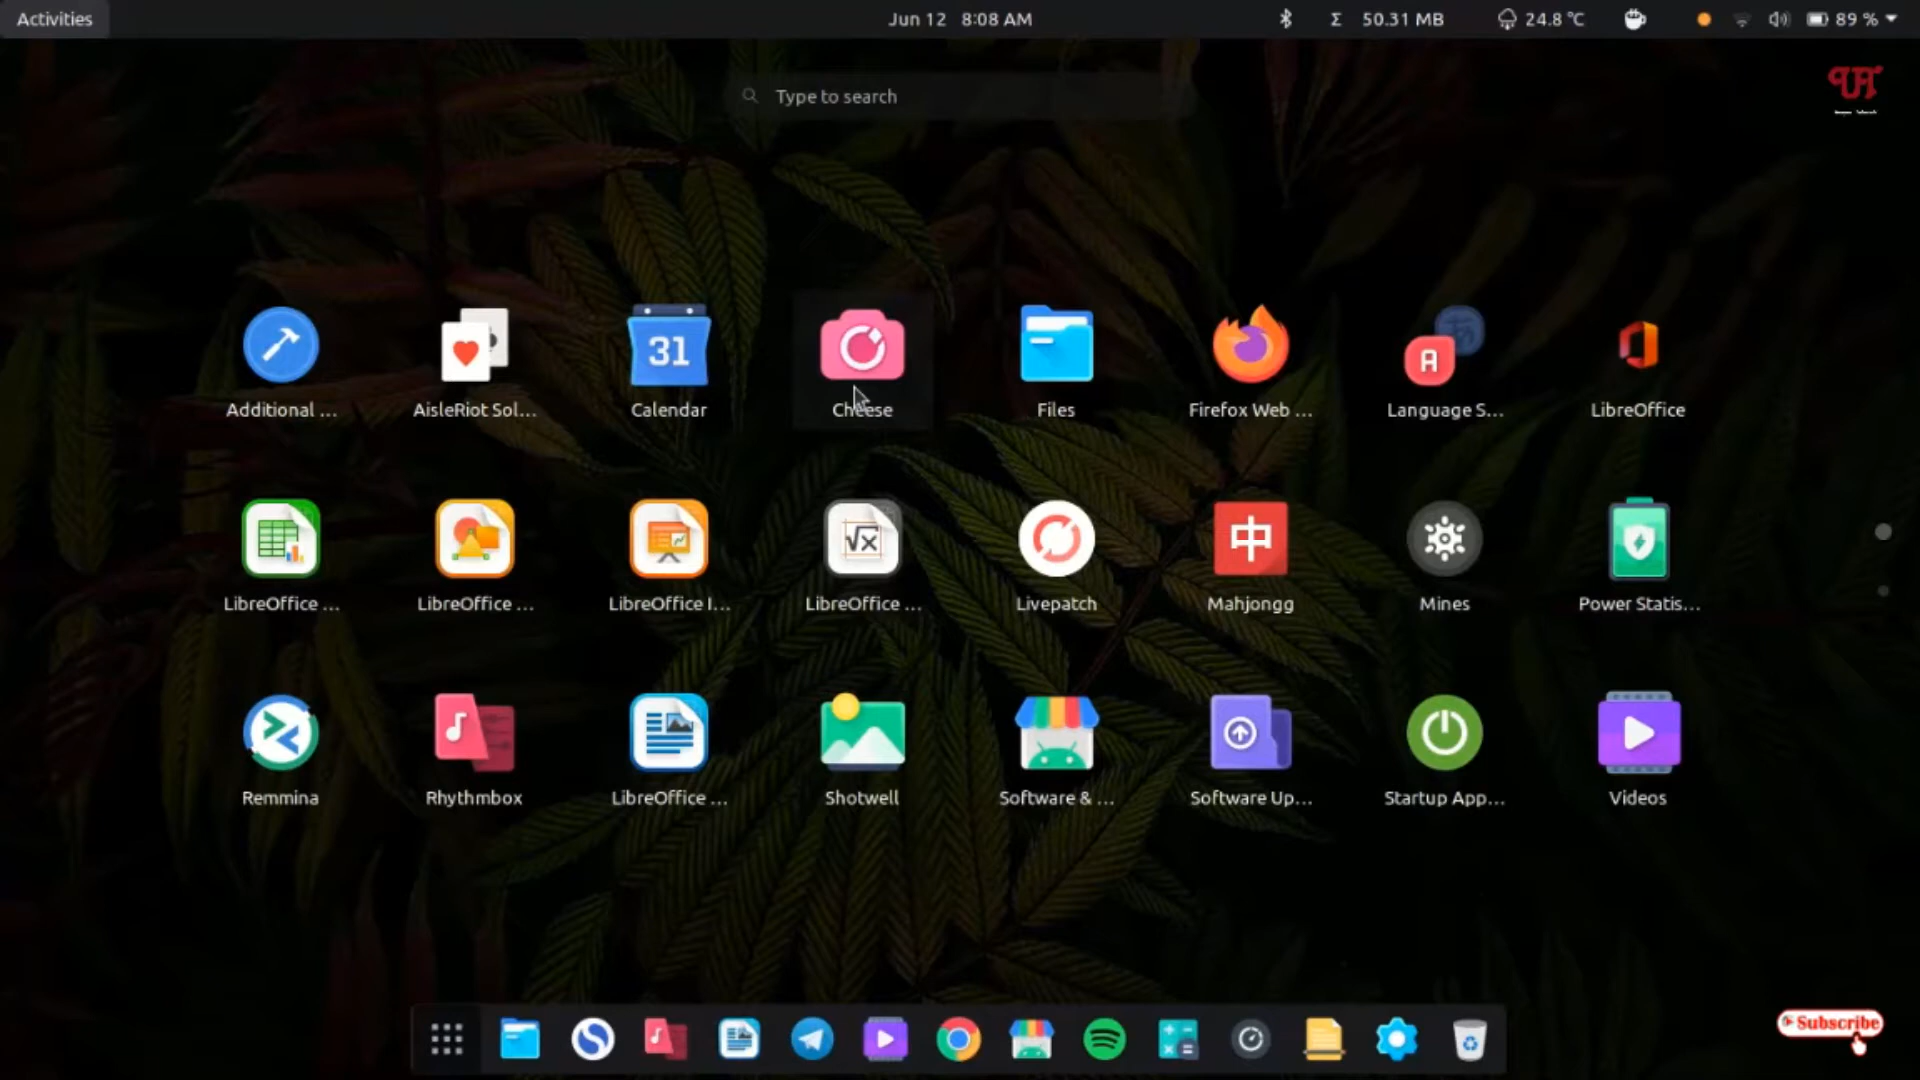 Activities
Jun 12 8:08 AM
Σ 50.31 MB
24.8 °C
89 %
Type to search
UA
31
A
Additional ...
AisleRiot Sol...
Calendar
Cheese
Files
Firefox Web ...
Language S...
LibreOffice
√x
中
LibreOffice ...
LibreOffice ...
LibreOffice I...
LibreOffice ...
Livepatch
Mahjongg
Mines
Power Statis...
Remmina
Rhythmbox
LibreOffice ...
Shotwell
Software & ...
Software Up...
Startup App...
Videos
Subscribe